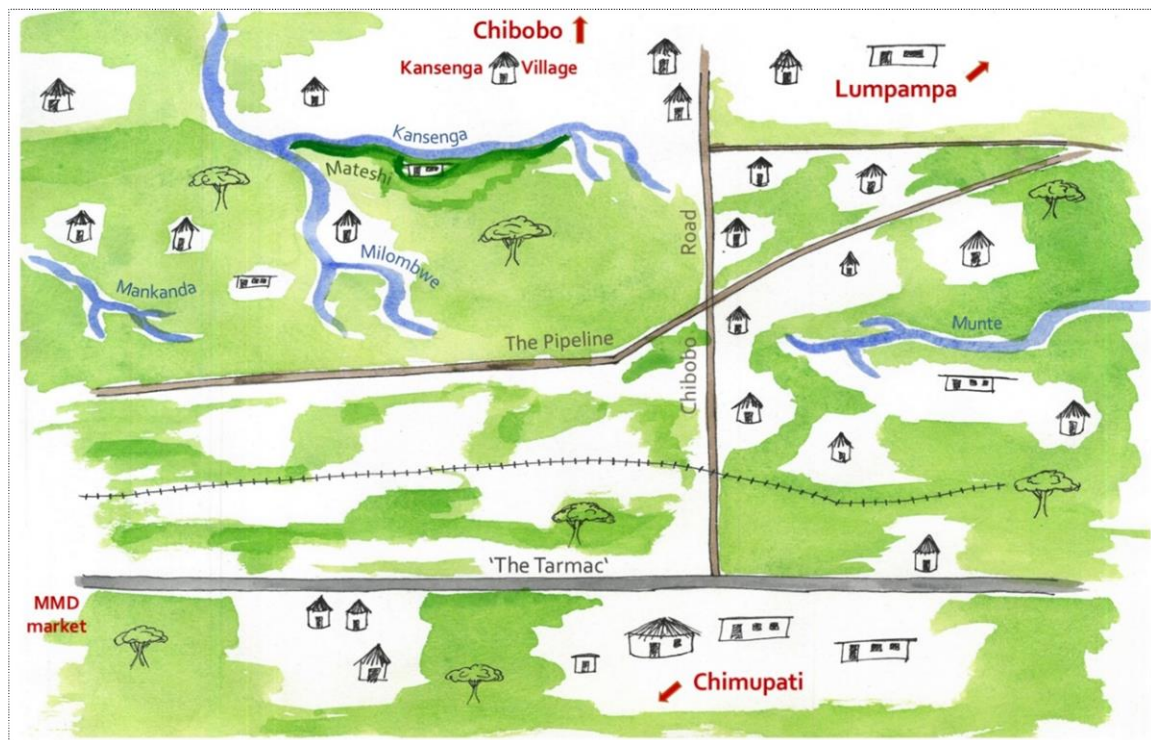 Chibobo
Kansenga Village
Lumpampa
Kansenga
Mateshi
Chibobo Road
Milombwe
Mankanda
The Pipeline
Munte
'The Tarmac'
MMD
market
Chimupati